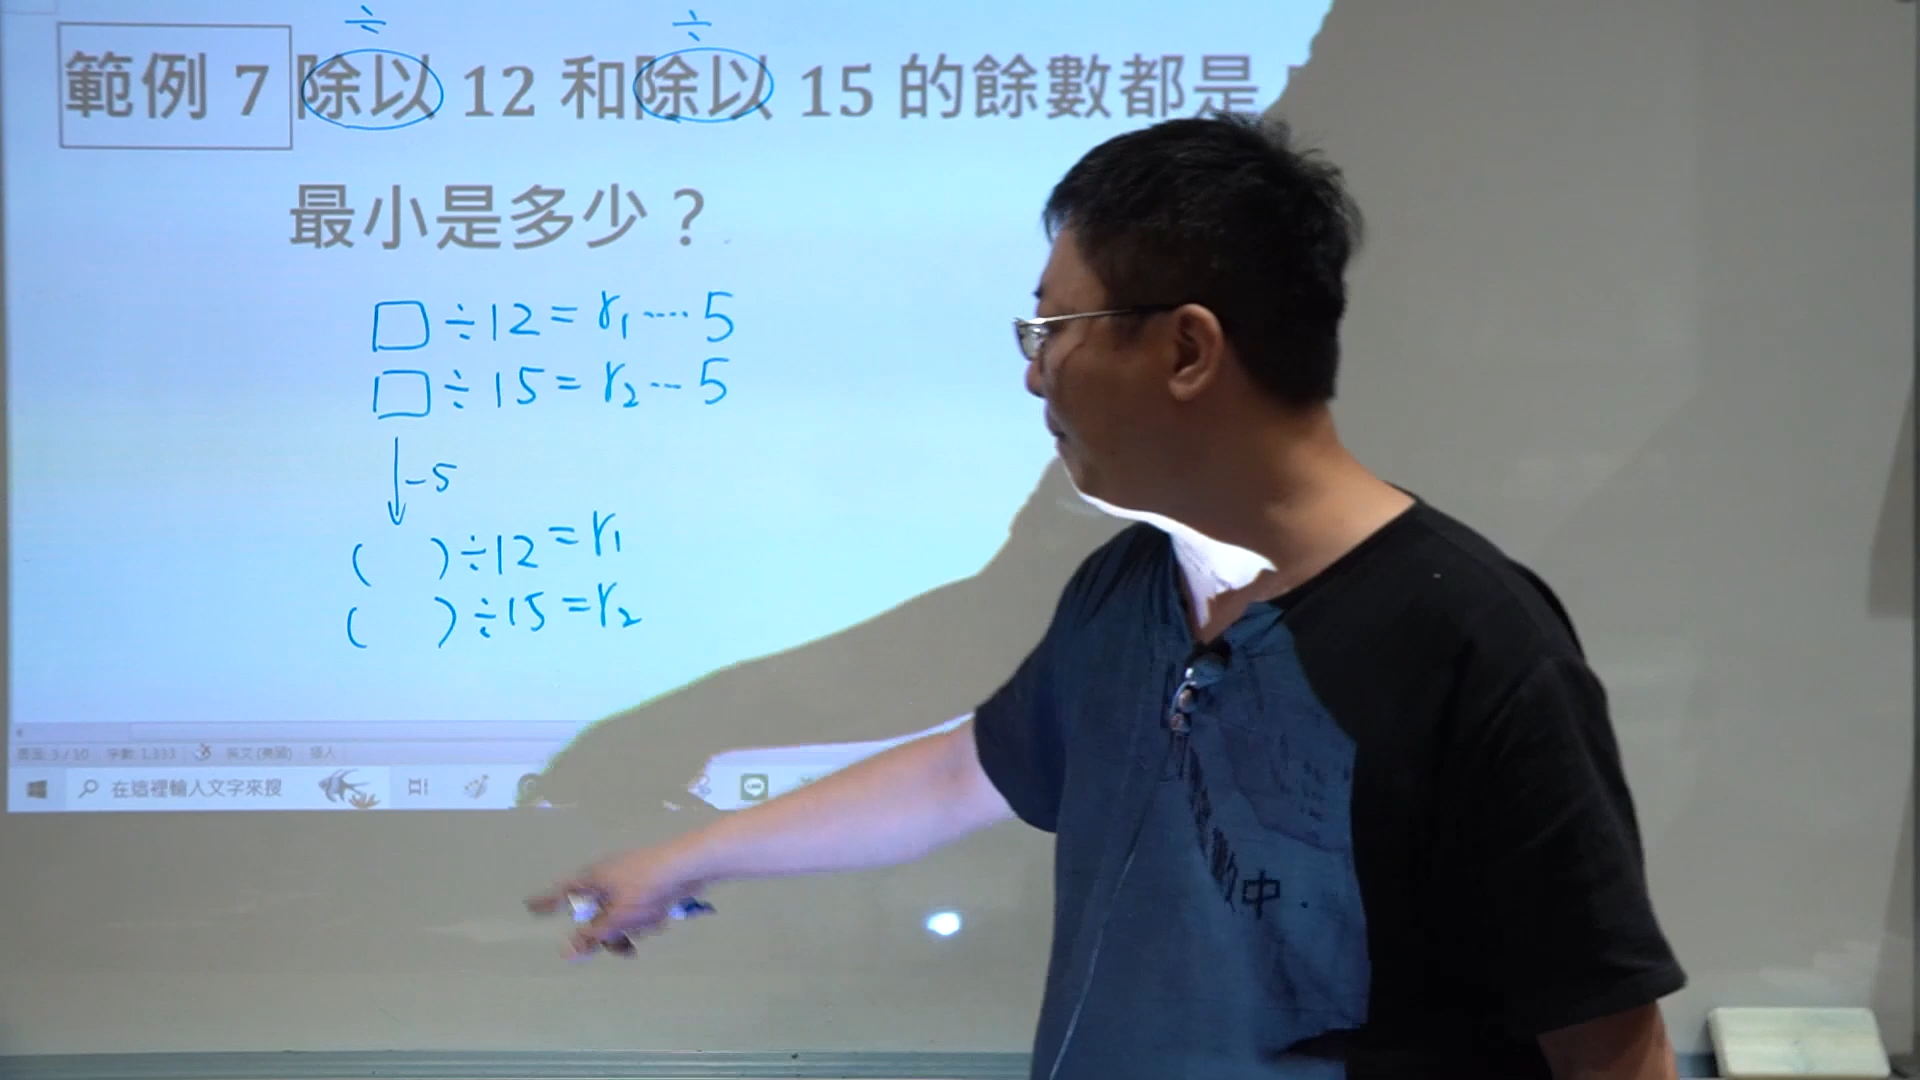 ÷ ÷
範例 7 除以 12 和除以 15 的餘數都是
最小是多少？
□÷12=r₁----5
□÷15=r₂---5
-5
( )÷12=r₁
( )÷15=r₂
在這裡輸入文字來搜
中